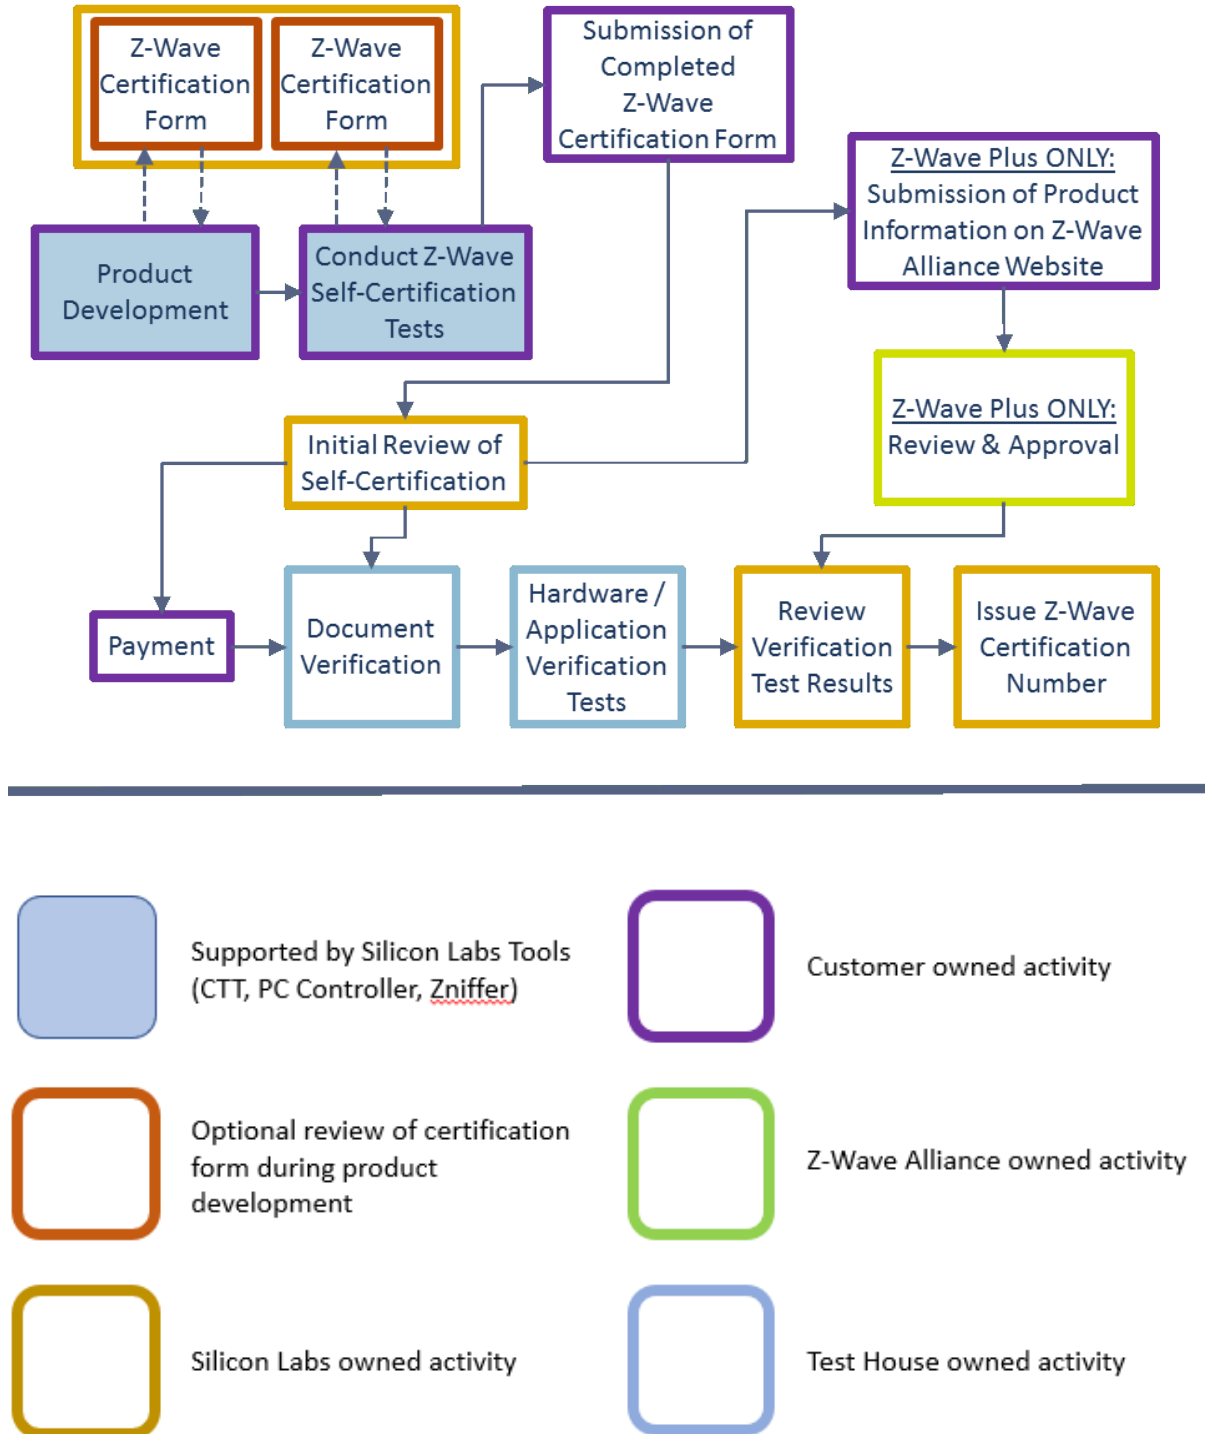 Z-Wave
Certification
Form
Z-Wave
Certification
Form
Submission of
Completed
Z-Wave
Certification Form
Z-Wave Plus ONLY:
Submission of Product
Information on Z-Wave
Alliance Website
Product
Development
Conduct Z-Wave
Self-Certification
Tests
Z-Wave Plus ONLY:
Review & Approval
Initial Review of
Self-Certification
Payment
Document
Verification
Hardware /
Application
Verification
Tests
Review
Verification
Test Results
Issue Z-Wave
Certification
Number
Supported by Silicon Labs Tools
(CTT, PC Controller, Zniffer)
Customer owned activity
Optional review of certification
form during product
development
Z-Wave Alliance owned activity
Silicon Labs owned activity
Test House owned activity